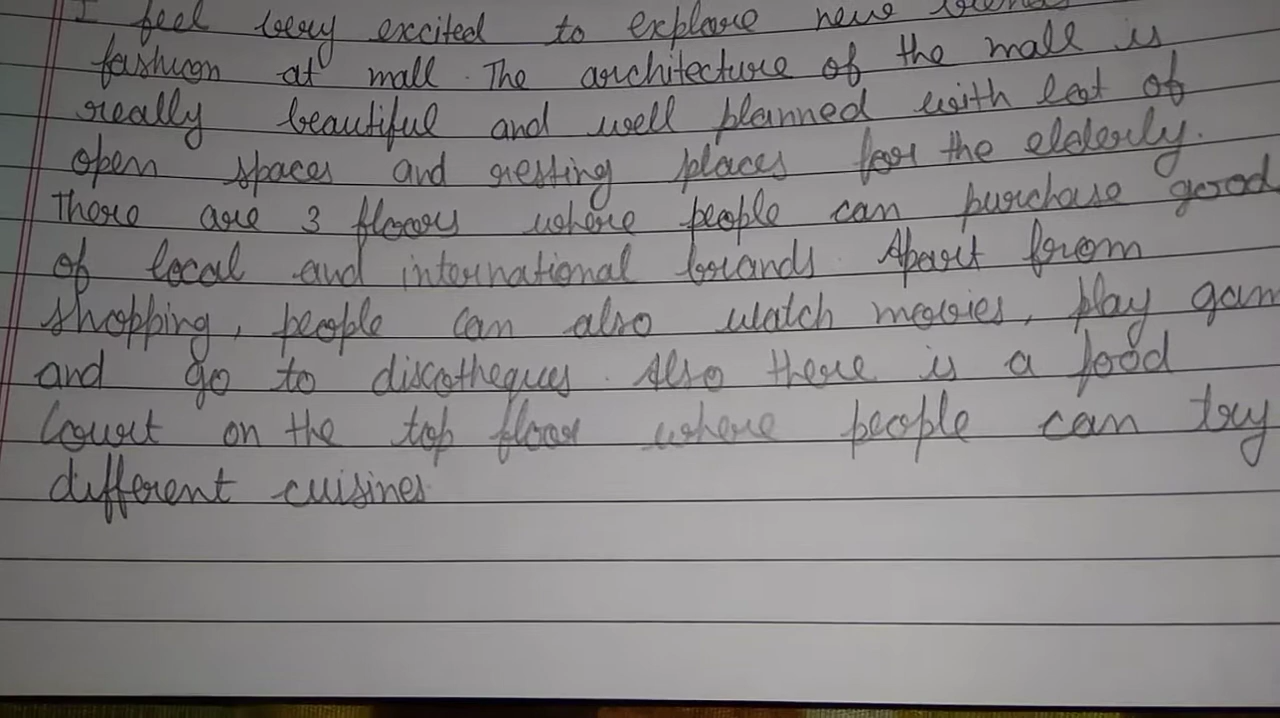 I feel very excited to explore new trends
fashion at mall. The architecture of the mall is
really beautiful and well planned with lot of
open spaces and resting places for the elderly.
There are 3 floors where people can purchase good
of local and international brands. Apart from
shopping, people can also watch movies, play gam
and go to discotheques. Also there is a food
court on the top floor where people can try
different cuisines